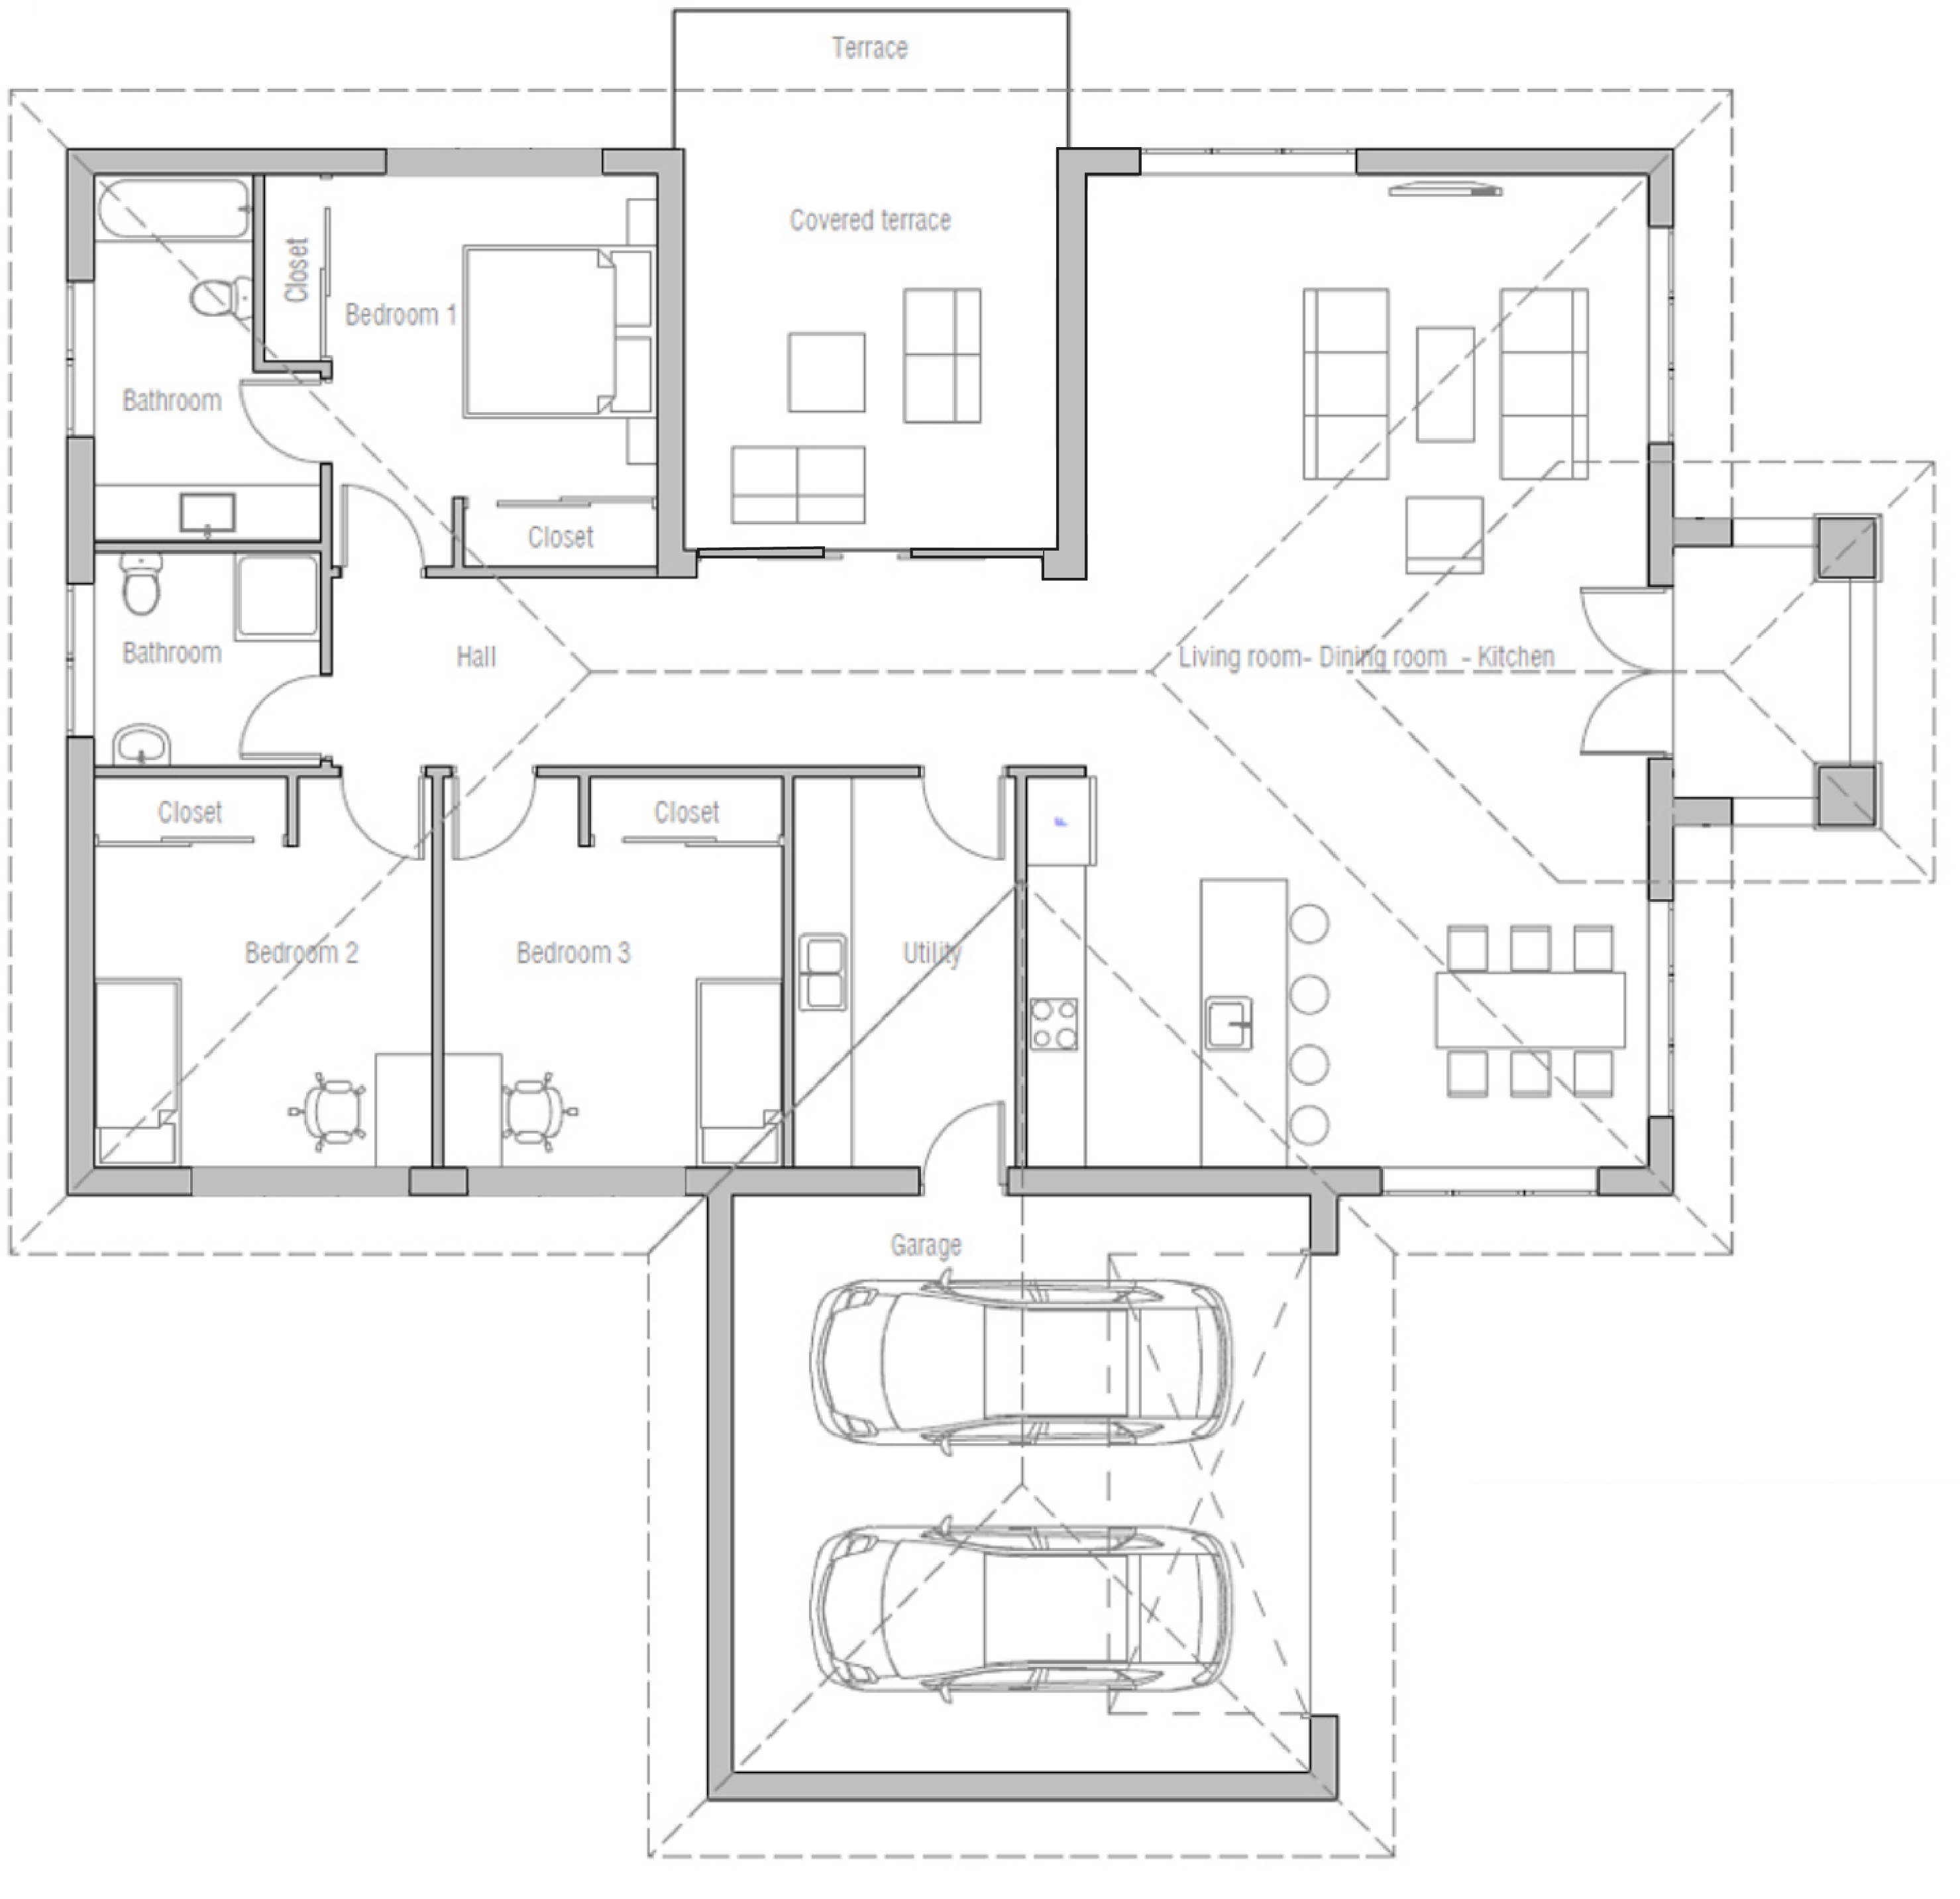 Terrace
Covered terrace
Closet
Bedroom 1
Bathroom
Closet
Bathroom
Hall
Living room- Dining room - Kitchen
Closet
Closet
F
Bedroom 2
Bedroom 3
Utility
Garage